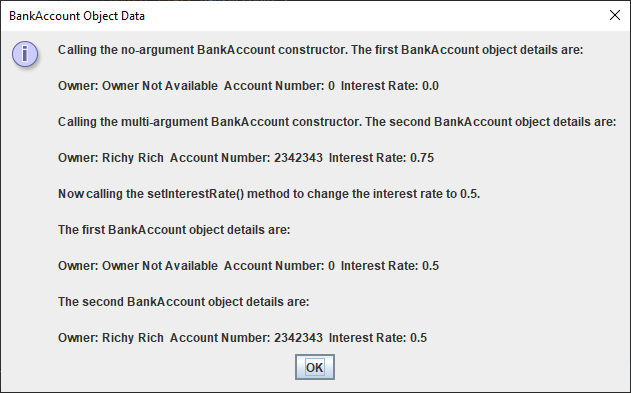 BankAccount Object Data
Calling the no-argument BankAccount constructor. The first BankAccount object details are:
Owner: Owner Not Available  Account Number: 0  Interest Rate: 0.0
Calling the multi-argument BankAccount constructor. The second BankAccount object details are:
Owner: Richy Rich  Account Number: 2342343  Interest Rate: 0.75
Now calling the setInterestRate() method to change the interest rate to 0.5.
The first BankAccount object details are:
Owner: Owner Not Available  Account Number: 0  Interest Rate: 0.5
The second BankAccount object details are:
Owner: Richy Rich  Account Number: 2342343  Interest Rate: 0.5
OK